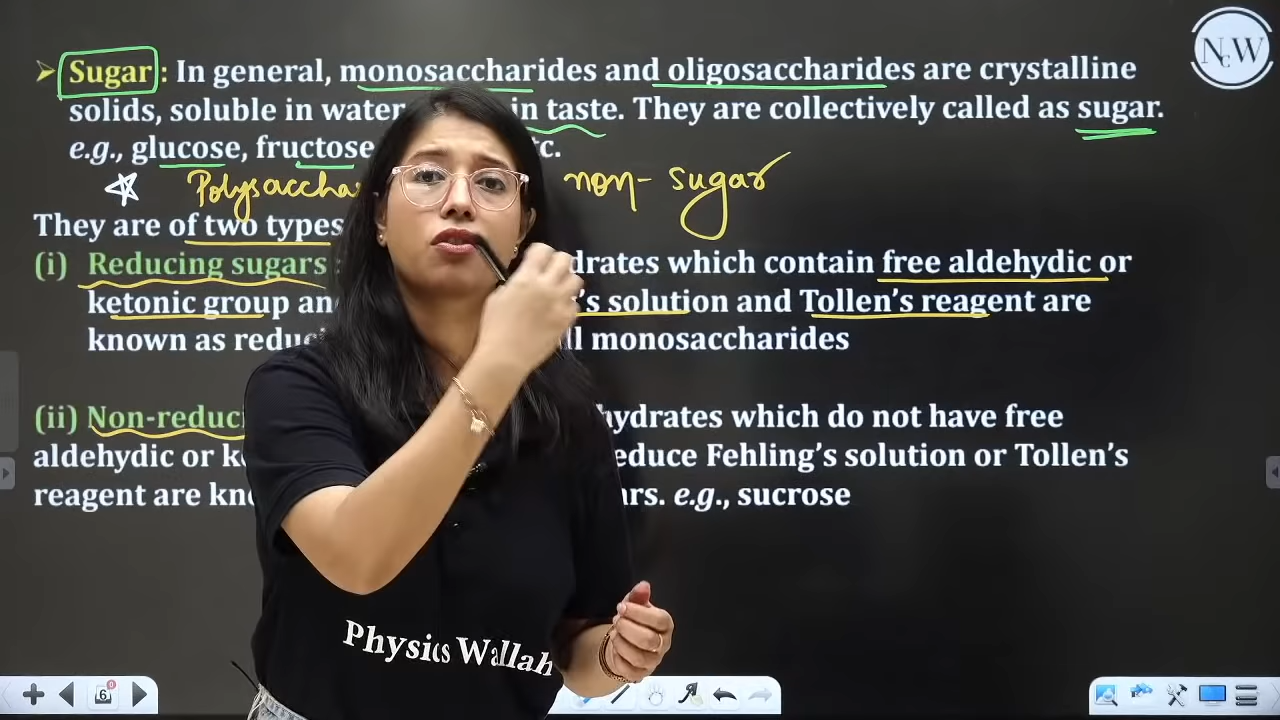 Sugar : In general, monosaccharides and oligosaccharides are crystalline
solids, soluble in water in taste. They are collectively called as sugar.
e.g., glucose, fructose tc.
Polysaccha non- sugar
They are of two types
(i) Reducing sugars drates which contain free aldehydic or
ketonic group an 's solution and Tollen's reagent are
known as reduc ll monosaccharides
(ii) Non-reduci hydrates which do not have free
aldehydic or k educe Fehling's solution or Tollen's
reagent are kn ars. e.g., sucrose
Physics Wallah
NcW
6